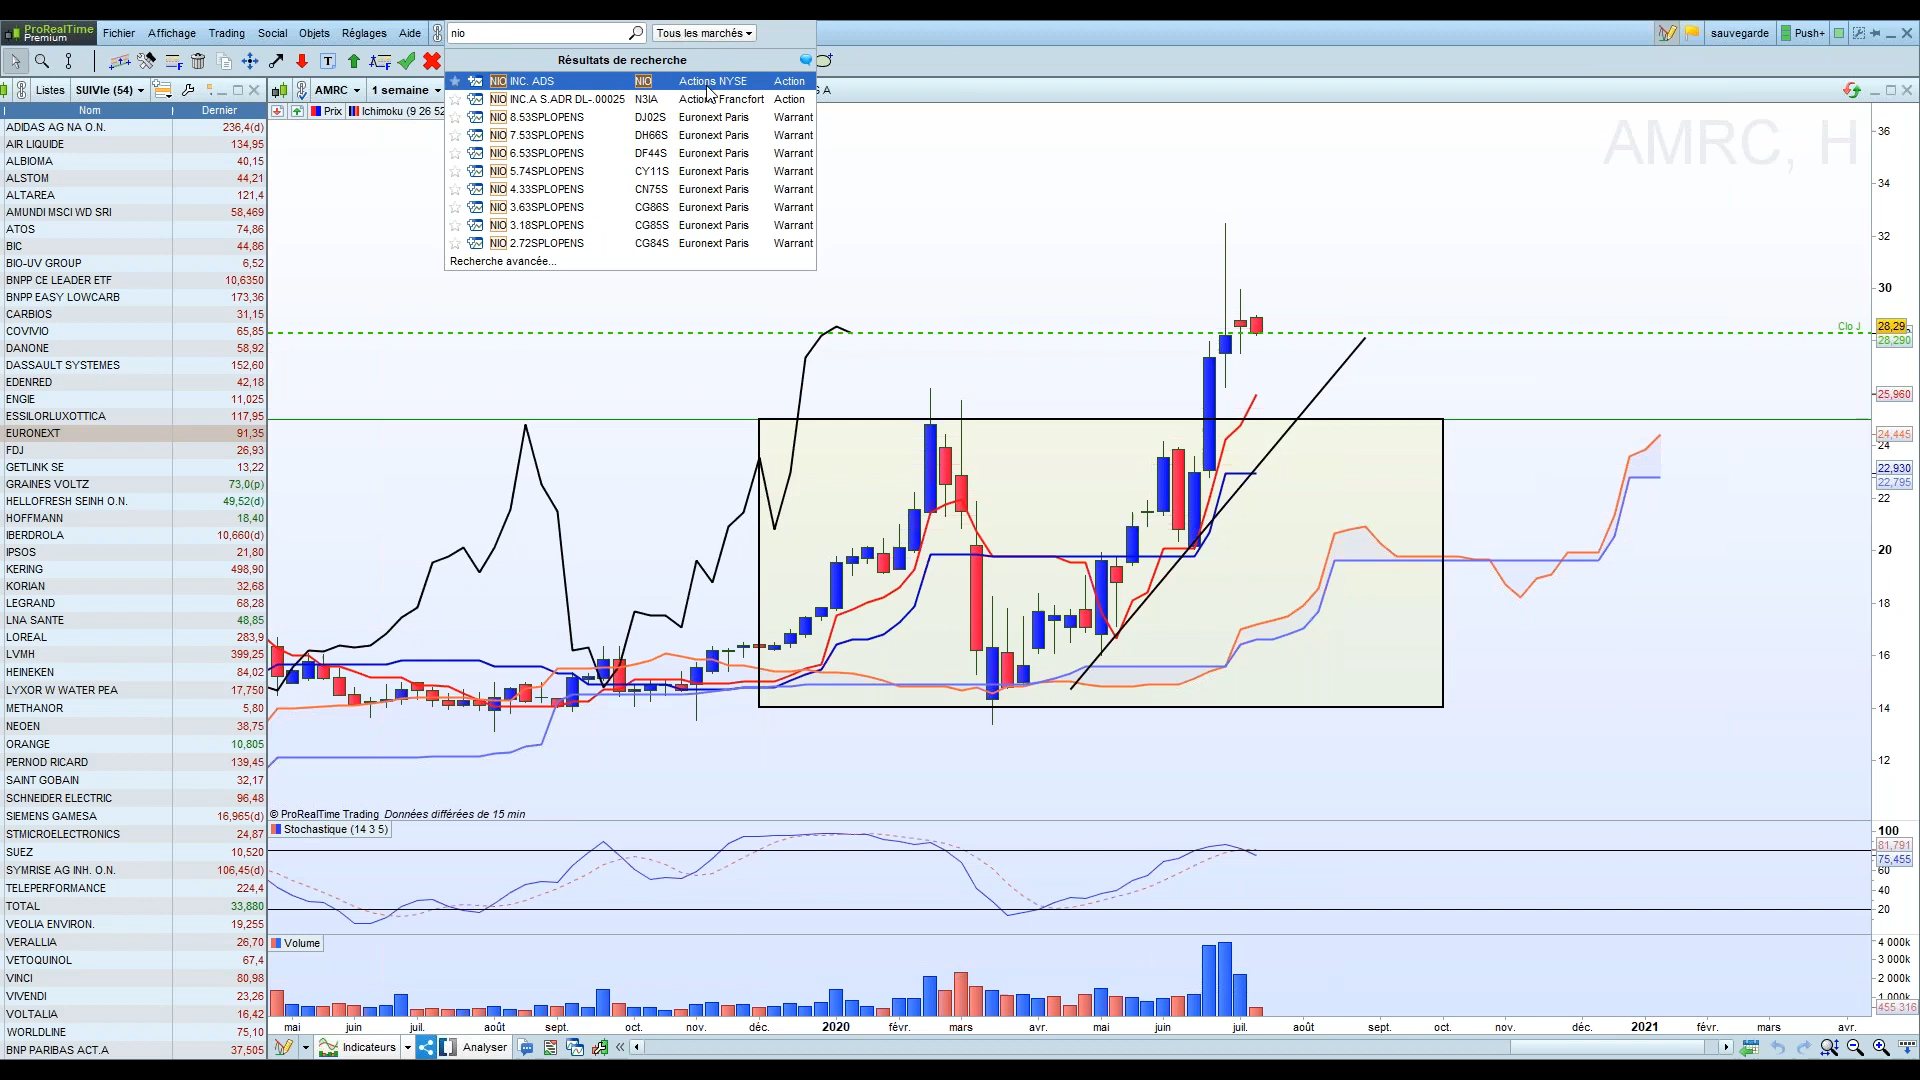 ProRealTime
Premium
Fichier Affichage Trading Social Objets Réglages Aide
nio
Tous les marchés
sauvegarde
Push+
Listes SUIVIe (54)
AMRC 1 semaine
A
Résultats de recherche
NIO INC. ADS NIO Actions NYSE Action
NIO INC.A S.ADR DL-.00025 N3IA Actions Francfort Action
NIO 8.53SPLOPENS DJ02S Euronext Paris Warrant
NIO 7.53SPLOPENS DH66S Euronext Paris Warrant
NIO 6.53SPLOPENS DF44S Euronext Paris Warrant
NIO 5.74SPLOPENS CY11S Euronext Paris Warrant
NIO 4.33SPLOPENS CN75S Euronext Paris Warrant
NIO 3.63SPLOPENS CG86S Euronext Paris Warrant
NIO 3.18SPLOPENS CG85S Euronext Paris Warrant
NIO 2.72SPLOPENS CG84S Euronext Paris Warrant
Recherche avancée...
Nom Dernier
ADIDAS AG NA O.N. 236,4(d)
AIR LIQUIDE 134,95
ALBIOMA 40,15
ALSTOM 44,21
ALTAREA 121,4
AMUNDI MSCI WD SRI 58,469
ATOS 74,86
BIC 44,86
BIO-UV GROUP 6,52
BNPP CE LEADER ETF 10,6350
BNPP EASY LOWCARB 173,36
CARBIOS 31,15
COVIVIO 65,85
DANONE 58,92
DASSAULT SYSTEMES 152,60
EDENRED 42,18
ENGIE 11,025
ESSILORLUXOTTICA 117,95
EURONEXT 91,35
FDJ 26,93
GETLINK SE 13,22
GRAINES VOLTZ 73,0(p)
HELLOFRESH SEINH O.N. 49,52(d)
HOFFMANN 18,40
IBERDROLA 10,660(d)
IPSOS 21,80
KERING 498,90
KORIAN 32,68
LEGRAND 68,28
LNA SANTE 48,85
LOREAL 283,9
LVMH 399,25
HEINEKEN 84,02
LYXOR W WATER PEA 17,750
METHANOR 5,80
NEOEN 38,75
ORANGE 10,805
PERNOD RICARD 139,45
SAINT GOBAIN 32,17
SCHNEIDER ELECTRIC 96,48
SIEMENS GAMESA 16,965(d)
STMICROELECTRONICS 24,87
SUEZ 10,520
SYMRISE AG INH. O.N. 106,45(d)
TELEPERFORMANCE 224,4
TOTAL 33,880
VEOLIA ENVIRON. 19,255
VERALLIA 26,70
VETOQUINOL 67,4
VINCI 80,98
VIVENDI 23,26
VOLTALIA 16,42
WORLDLINE 75,10
BNP PARIBAS ACT.A 37,505
Prix Ichimoku (9 26 52
AMRC, H
36
34
32
30
Clo J
28,29
28,290
25,960
24,445
24
22,930
22,795
22
20
18
16
14
12
© ProRealTime Trading Données différées de 15 min
Stochastique (14 3 5)
100
81,791
75,455
60
40
20
Volume
4 000k
3 000k
2 000k
1 000k
455 316
mai juin juil. août sept. oct. nov. déc. 2020 févr. mars avr. mai juin juil. août sept. oct. nov. déc. 2021 févr. mars avr.
Indicateurs Analyser